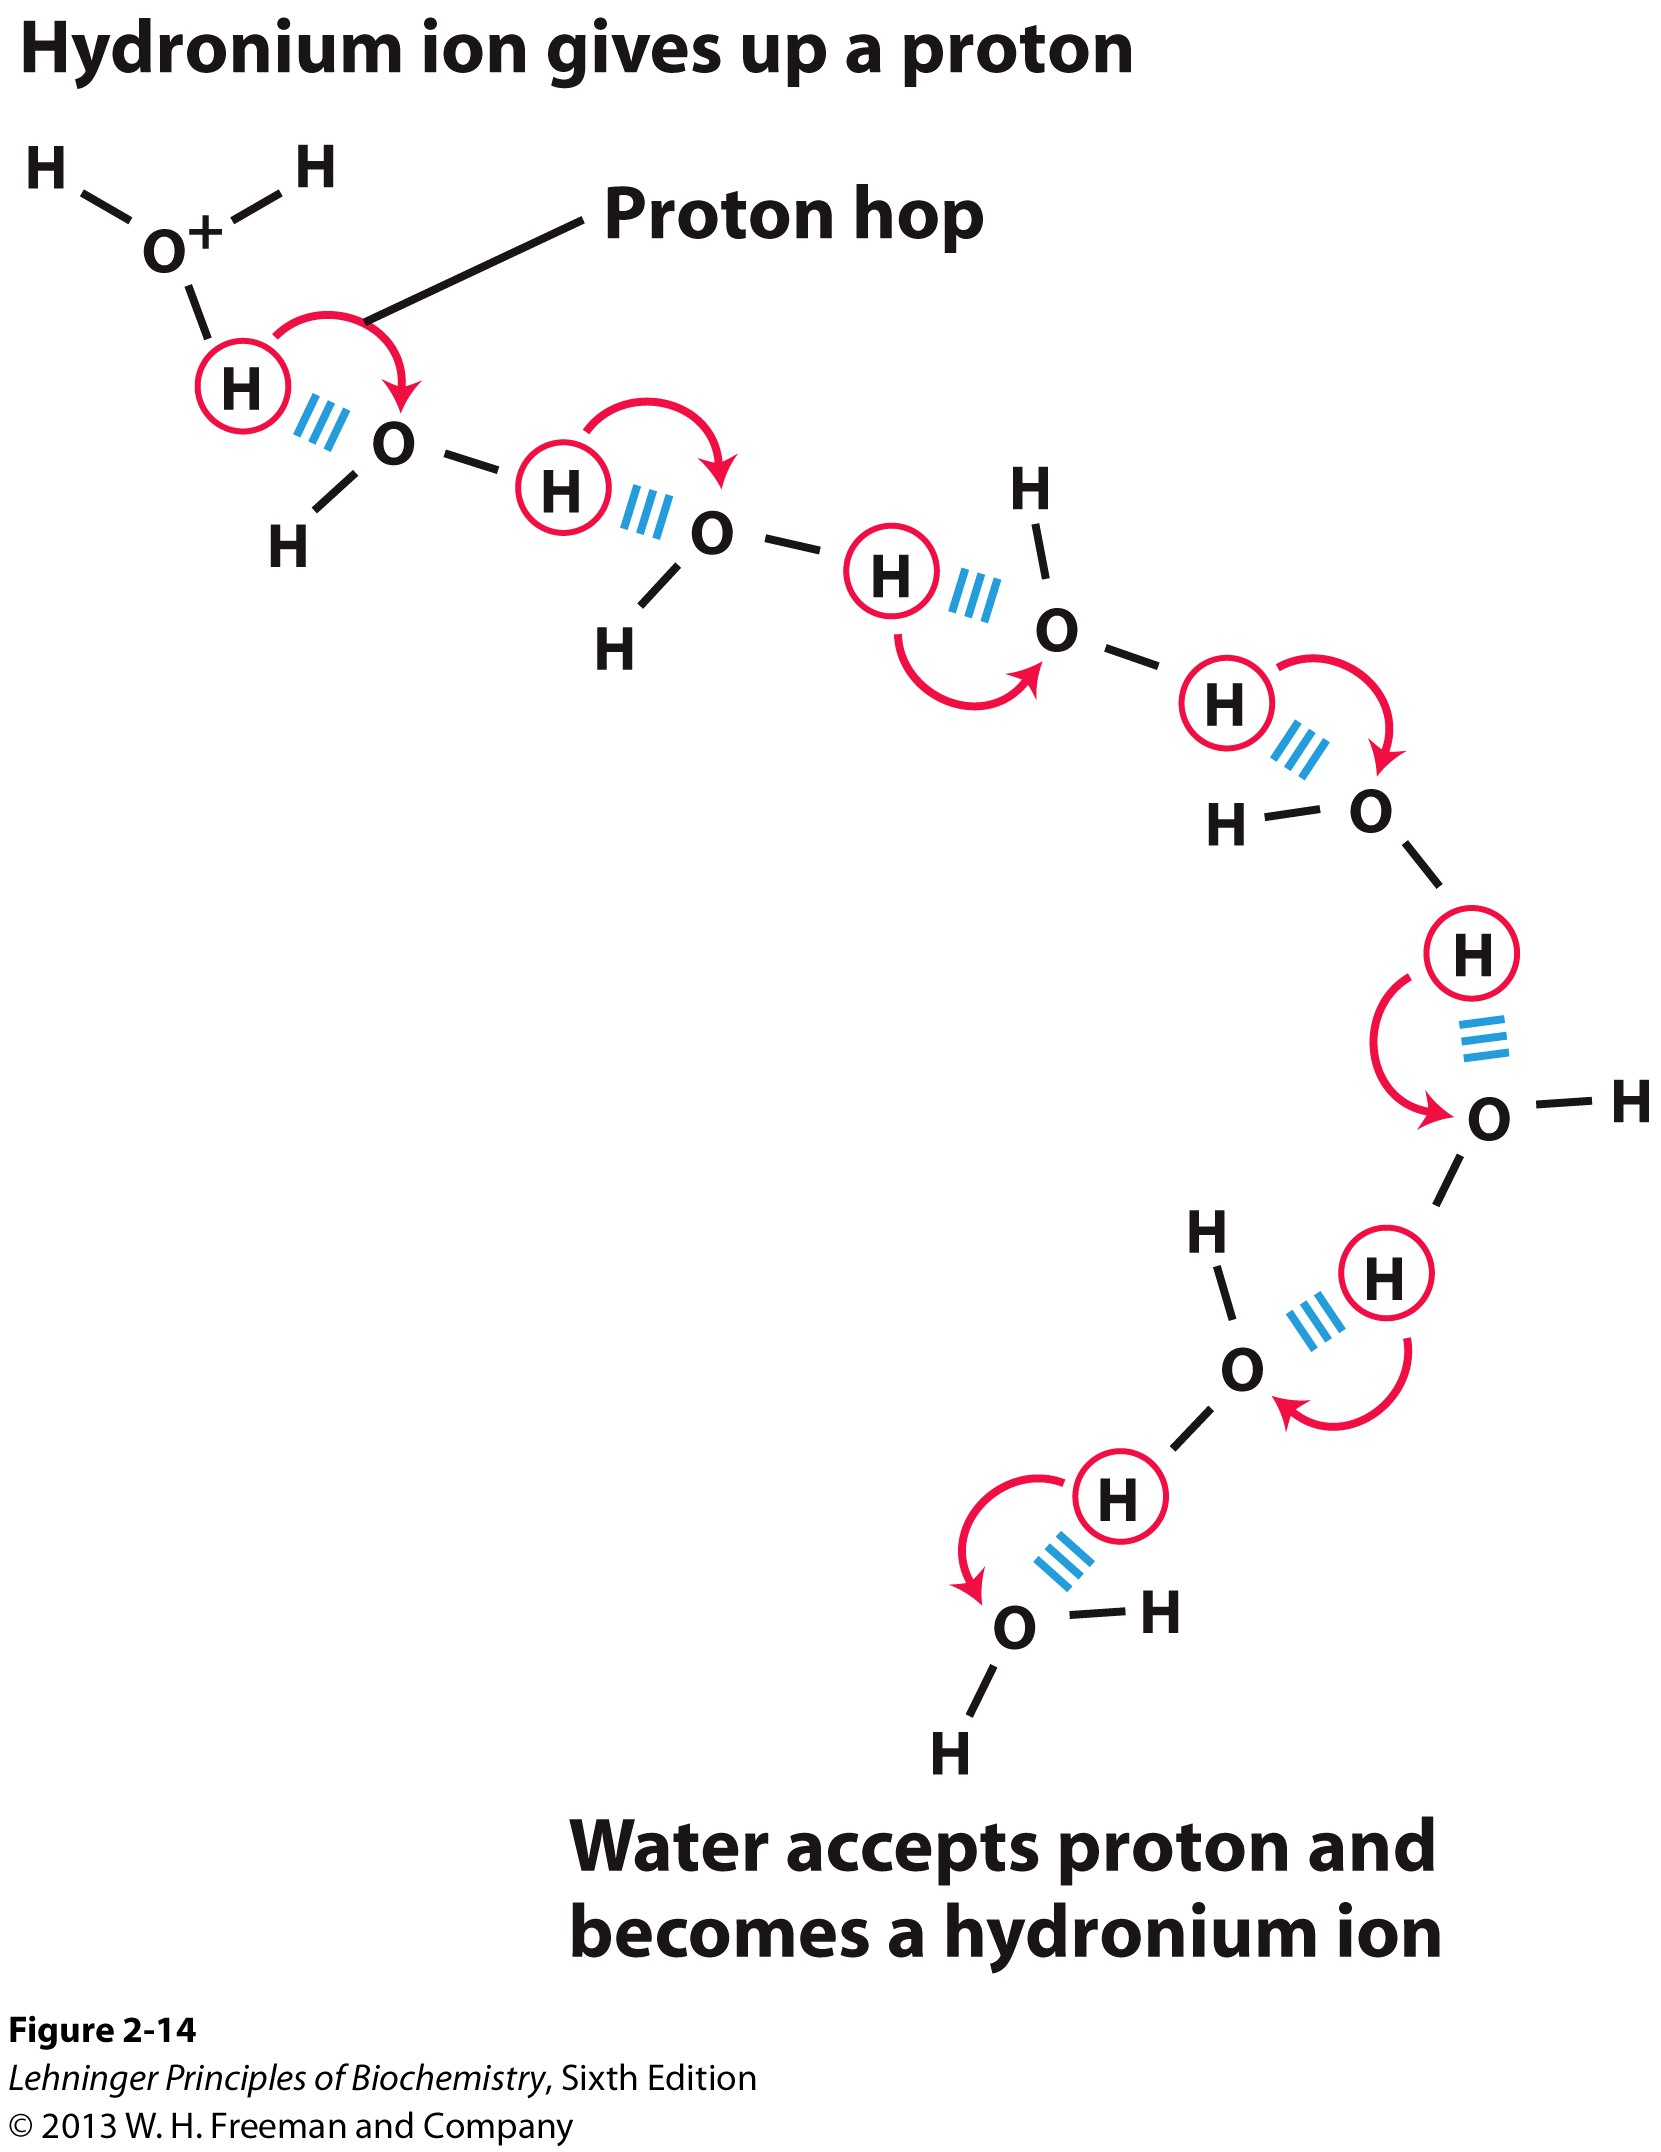 Hydronium ion gives up a proton
H H
O+
Proton hop
H
O
H
H
O
H
H
H
O
H
H
O
H
O H
H
H
O
H
O H
H
Water accepts proton and
becomes a hydronium ion
Figure 2-14
Lehninger Principles of Biochemistry, Sixth Edition
© 2013 W. H. Freeman and Company